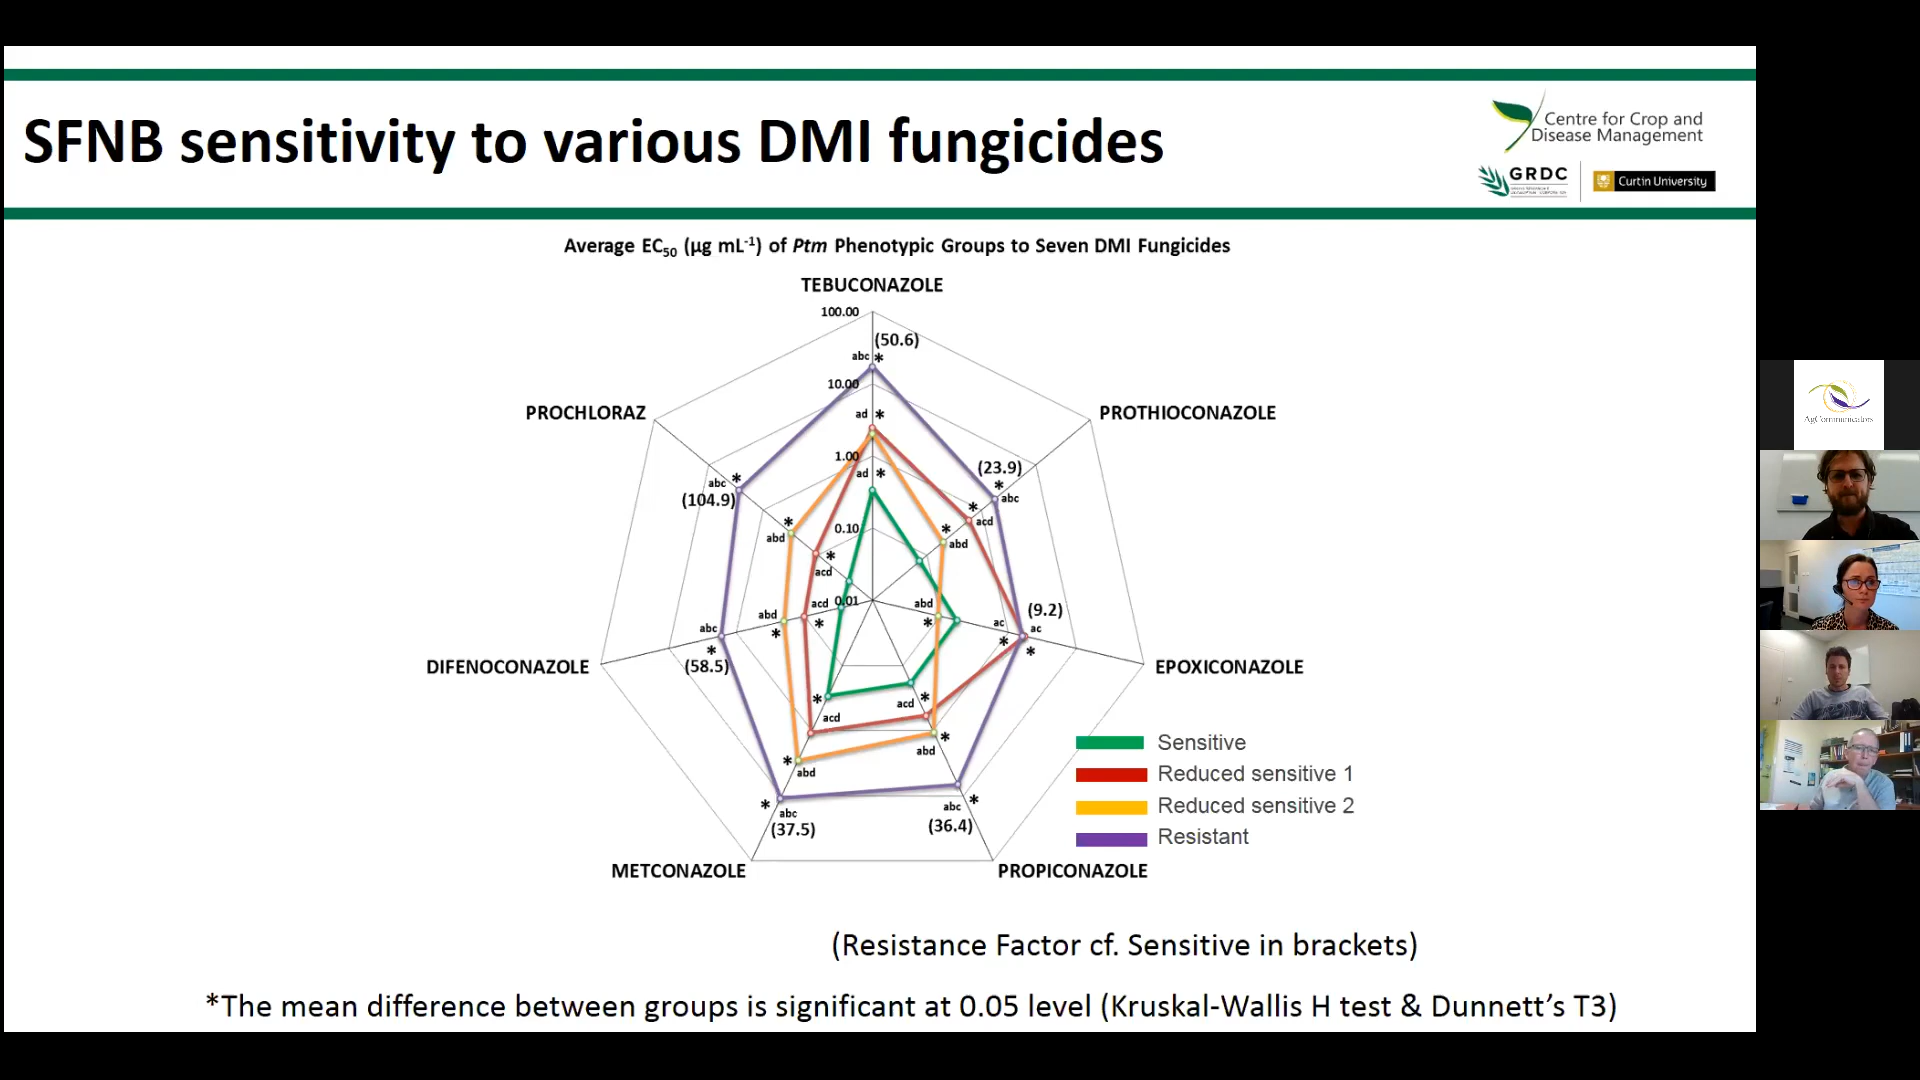 SFNB sensitivity to various DMI fungicides
Centre for Crop and
Disease Management
GRDC
Curtin University
Average EC50 (µg mL-1) of Ptm Phenotypic Groups to Seven DMI Fungicides
TEBUCONAZOLE
100.00
(50.6)
abc *
10.00
PROCHLORAZ
PROTHIOCONAZOLE
ad *
AgCommunicators
1.00
ad *
(23.9)
*
abc
abc *
(104.9)
* acd
* abd
0.10
*
abd
* acd
0.01
acd *
abd *
abd *
(9.2)
ac *
ac *
abc
*
(58.5)
DIFENOCONAZOLE
EPOXICONAZOLE
* acd
acd *
abd *
* abd
* abc
(37.5)
abc *
(36.4)
METCONAZOLE
PROPICONAZOLE
Sensitive
Reduced sensitive 1
Reduced sensitive 2
Resistant
(Resistance Factor cf. Sensitive in brackets)
*The mean difference between groups is significant at 0.05 level (Kruskal-Wallis H test & Dunnett's T3)